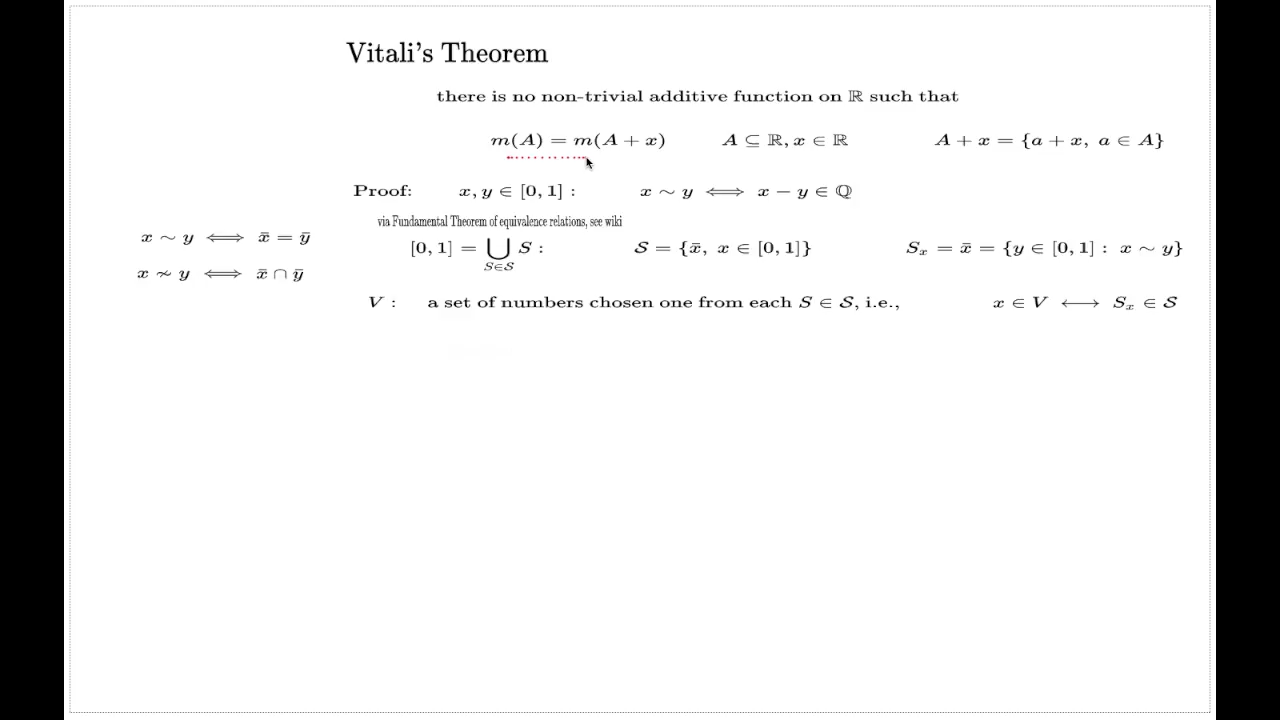 Vitali's Theorem
there is no non-trivial additive function on ℝ such that
m(A) = m(A + x) A ⊆ ℝ, x ∈ ℝ A + x = {a + x, a ∈ A}
Proof: x, y ∈ [0, 1] : x ∼ y ⟺ x − y ∈ ℚ
via Fundamental Theorem of equivalence relations, see wiki
x ∼ y ⟺ x̄ = ȳ
[0, 1] = ⋃_{S∈𝒮} S : 𝒮 = {x̄, x ∈ [0, 1]} S_x = x̄ = {y ∈ [0, 1] : x ∼ y}
x ≁ y ⟺ x̄ ∩ ȳ
V : a set of numbers chosen one from each S ∈ 𝒮, i.e., x ∈ V ⟷ S_x ∈ 𝒮